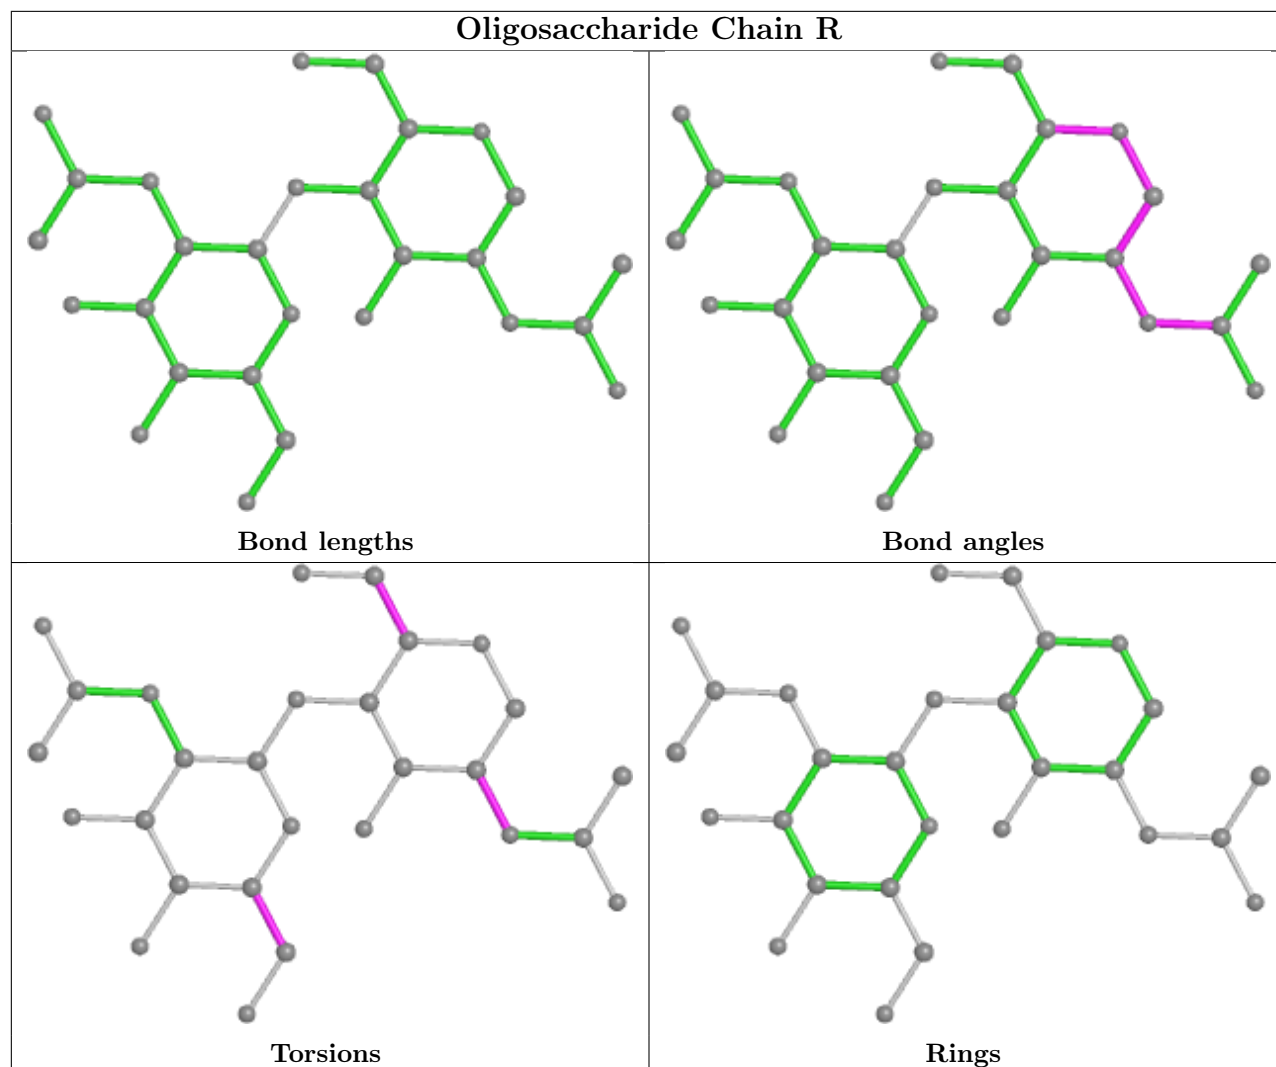 Oligosaccharide Chain R
Bond lengths
Bond angles
Torsions
Rings